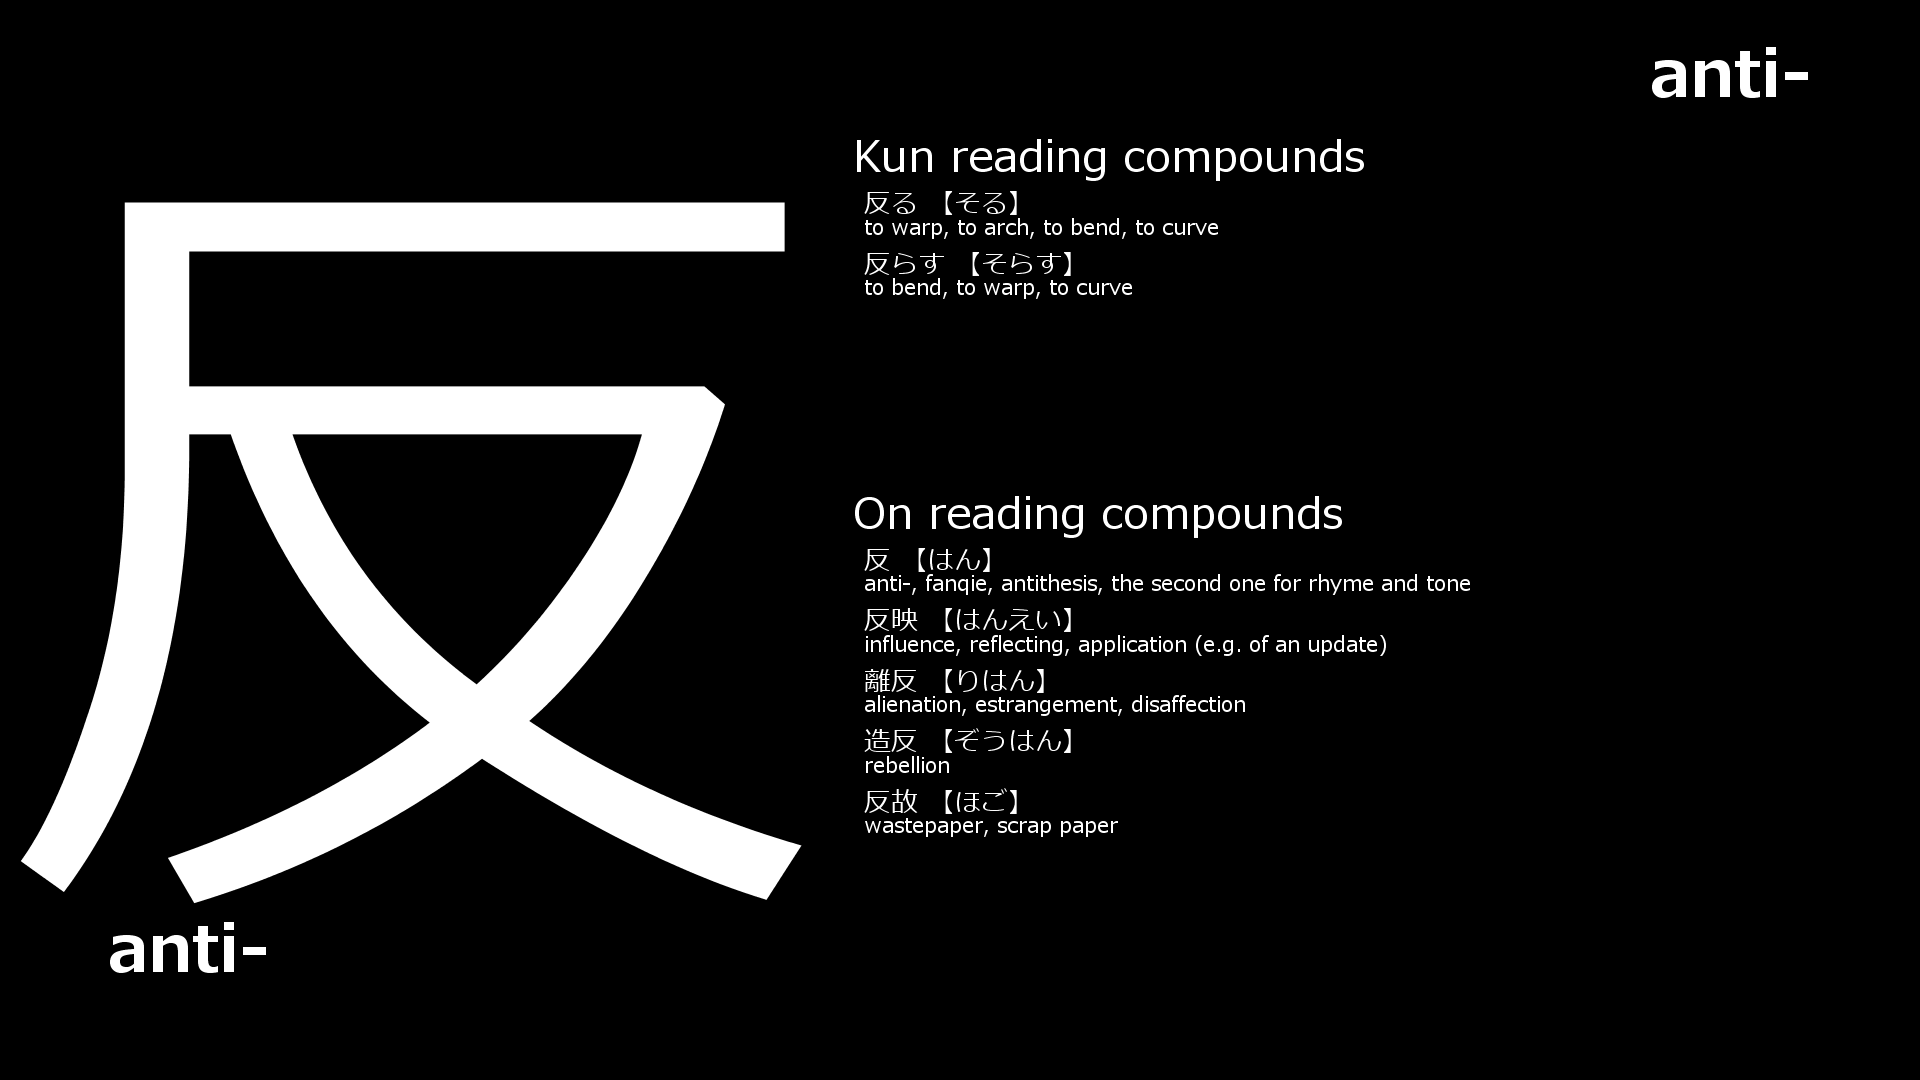 anti-
反
anti-
Kun reading compounds
反る 【そる】
to warp, to arch, to bend, to curve
反らす 【そらす】
to bend, to warp, to curve
On reading compounds
反 【はん】
anti-, fanqie, antithesis, the second one for rhyme and tone
反映 【はんえい】
influence, reflecting, application (e.g. of an update)
離反 【りはん】
alienation, estrangement, disaffection
造反 【ぞうはん】
rebellion
反故 【ほご】
wastepaper, scrap paper